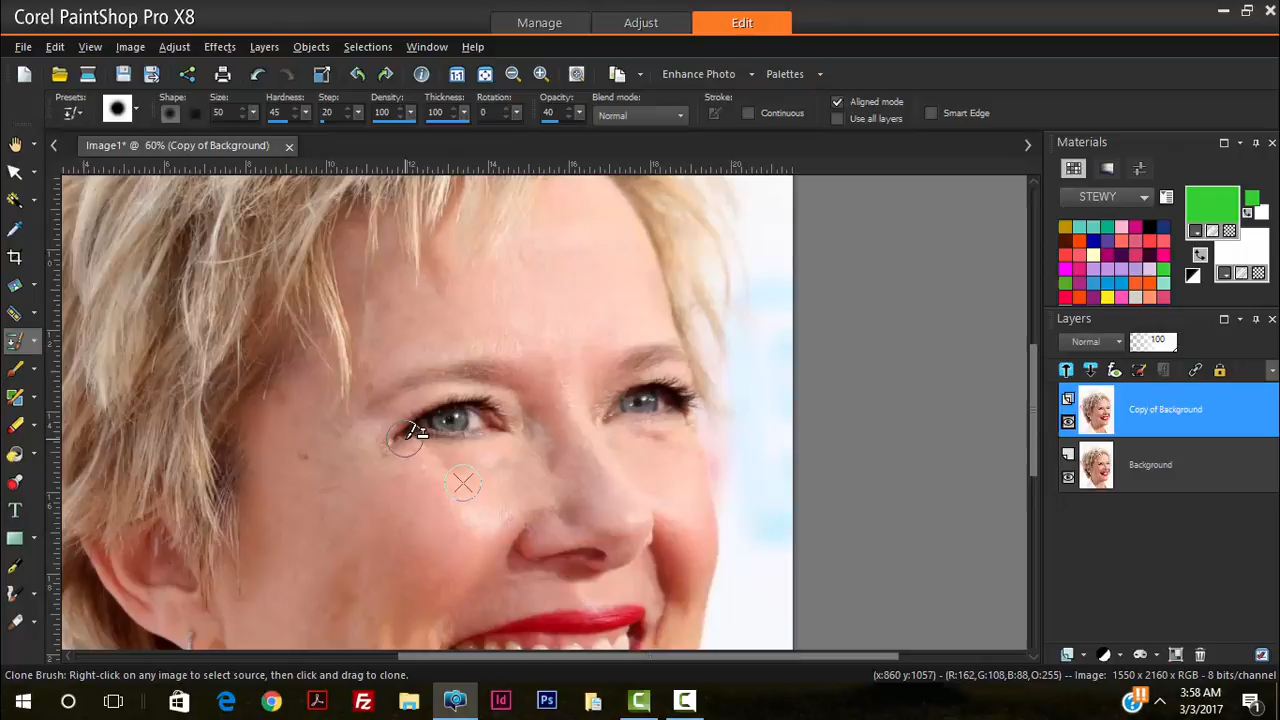 Corel PaintShop Pro X8
Manage
Adjust
Edit
File Edit View Image Adjust Effects Layers Objects Selections Window Help
Enhance Photo
Palettes
Presets: Shape: Size: Hardness: Step: Density: Thickness: Rotation: Opacity: Blend mode: Stroke:
50 45 20 100 100 0 40 Normal
Continuous
Aligned mode
Use all layers
Smart Edge
Image1* @ 60% (Copy of Background)
Materials
STEWY
Layers
Normal
100
Copy of Background
Background
Clone Brush: Right-click on any image to select source, then click and drag to clone.
(x:860 y:1057) - (R:162,G:108,B:88,O:255) -- Image: 1550 x 2160 x RGB - 8 bits/channel
3:58 AM
3/3/2017